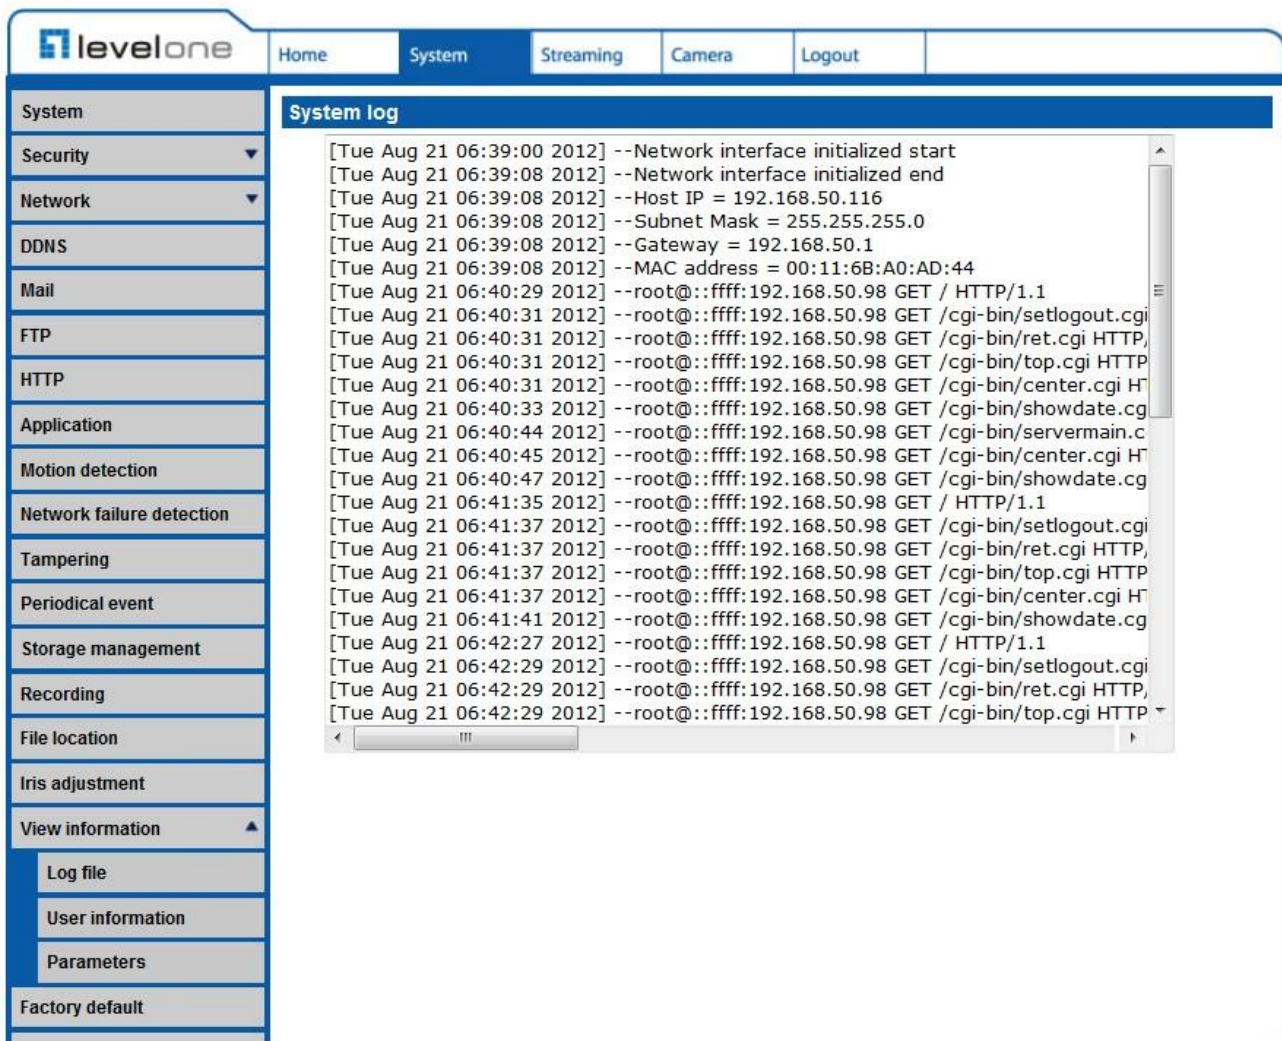 levelone
Home
System
Streaming
Camera
Logout
System
Security
Network
DDNS
Mail
FTP
HTTP
Application
Motion detection
Network failure detection
Tampering
Periodical event
Storage management
Recording
File location
Iris adjustment
View information
Log file
User information
Parameters
Factory default
System log
[Tue Aug 21 06:39:00 2012] --Network interface initialized start
[Tue Aug 21 06:39:08 2012] --Network interface initialized end
[Tue Aug 21 06:39:08 2012] --Host IP = 192.168.50.116
[Tue Aug 21 06:39:08 2012] --Subnet Mask = 255.255.255.0
[Tue Aug 21 06:39:08 2012] --Gateway = 192.168.50.1
[Tue Aug 21 06:39:08 2012] --MAC address = 00:11:6B:A0:AD:44
[Tue Aug 21 06:40:29 2012] --root@::ffff:192.168.50.98 GET / HTTP/1.1
[Tue Aug 21 06:40:31 2012] --root@::ffff:192.168.50.98 GET /cgi-bin/setlogout.cgi
[Tue Aug 21 06:40:31 2012] --root@::ffff:192.168.50.98 GET /cgi-bin/ret.cgi HTTP/
[Tue Aug 21 06:40:31 2012] --root@::ffff:192.168.50.98 GET /cgi-bin/top.cgi HTTP
[Tue Aug 21 06:40:31 2012] --root@::ffff:192.168.50.98 GET /cgi-bin/center.cgi HT
[Tue Aug 21 06:40:33 2012] --root@::ffff:192.168.50.98 GET /cgi-bin/showdate.cg
[Tue Aug 21 06:40:44 2012] --root@::ffff:192.168.50.98 GET /cgi-bin/servermain.c
[Tue Aug 21 06:40:45 2012] --root@::ffff:192.168.50.98 GET /cgi-bin/center.cgi HT
[Tue Aug 21 06:40:47 2012] --root@::ffff:192.168.50.98 GET /cgi-bin/showdate.cg
[Tue Aug 21 06:41:35 2012] --root@::ffff:192.168.50.98 GET / HTTP/1.1
[Tue Aug 21 06:41:37 2012] --root@::ffff:192.168.50.98 GET /cgi-bin/setlogout.cgi
[Tue Aug 21 06:41:37 2012] --root@::ffff:192.168.50.98 GET /cgi-bin/ret.cgi HTTP/
[Tue Aug 21 06:41:37 2012] --root@::ffff:192.168.50.98 GET /cgi-bin/top.cgi HTTP
[Tue Aug 21 06:41:37 2012] --root@::ffff:192.168.50.98 GET /cgi-bin/center.cgi HT
[Tue Aug 21 06:41:41 2012] --root@::ffff:192.168.50.98 GET /cgi-bin/showdate.cg
[Tue Aug 21 06:42:27 2012] --root@::ffff:192.168.50.98 GET / HTTP/1.1
[Tue Aug 21 06:42:29 2012] --root@::ffff:192.168.50.98 GET /cgi-bin/setlogout.cgi
[Tue Aug 21 06:42:29 2012] --root@::ffff:192.168.50.98 GET /cgi-bin/ret.cgi HTTP/
[Tue Aug 21 06:42:29 2012] --root@::ffff:192.168.50.98 GET /cgi-bin/top.cgi HTTP